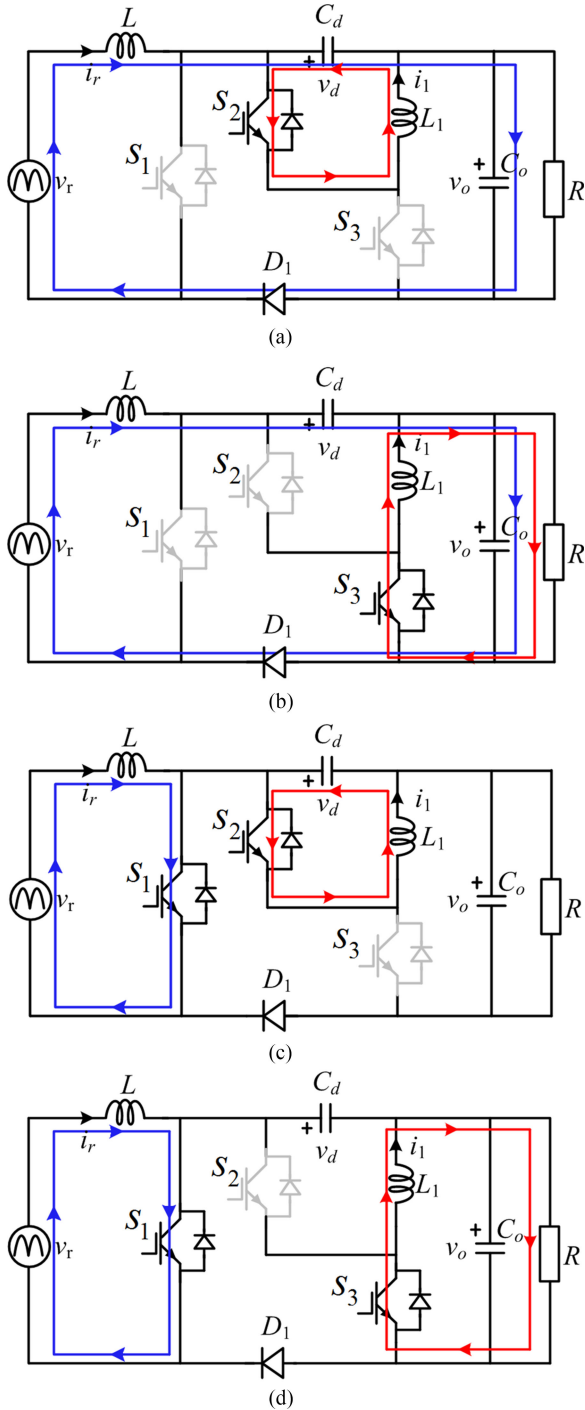 L
C_d
i_r
+
v_d
i_1
S_2
L_1
S_1
v_r
+
C_o
v_o
R
S_3
D_1
(a)
L
C_d
i_r
+
v_d
i_1
S_2
L_1
S_1
v_r
+
C_o
v_o
R
S_3
D_1
(b)
L
C_d
i_r
+
v_d
i_1
S_2
L_1
S_1
v_r
+
C_o
v_o
R
S_3
D_1
(c)
L
C_d
i_r
+
v_d
i_1
S_2
L_1
S_1
v_r
+
C_o
v_o
R
S_3
D_1
(d)